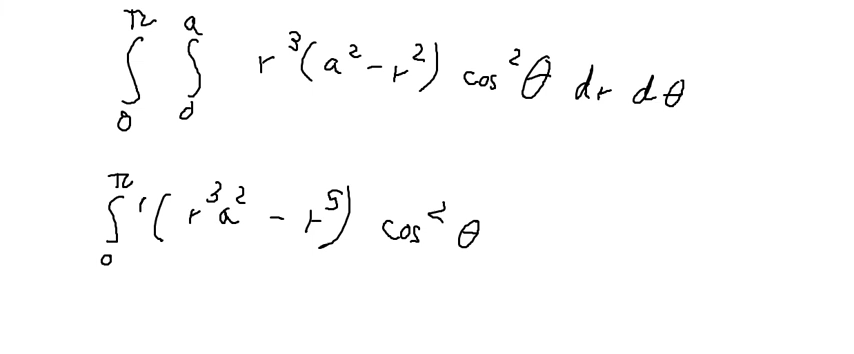 ∫₀^π ∫₀^a r³(a² - r²) cos²θ dr dθ
∫₀^π (r³a² - r⁵) cos²θ